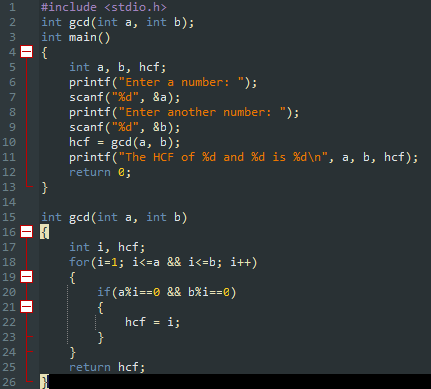 1 #include <stdio.h>
2 int gcd(int a, int b);
3 int main()
4 {
5     int a, b, hcf;
6     printf("Enter a number: ");
7     scanf("%d", &a);
8     printf("Enter another number: ");
9     scanf("%d", &b);
10     hcf = gcd(a, b);
11     printf("The HCF of %d and %d is %d\n", a, b, hcf);
12     return 0;
13 }
14
15 int gcd(int a, int b)
16 {
17     int i, hcf;
18     for(i=1; i<=a && i<=b; i++)
19     {
20         if(a%i==0 && b%i==0)
21         {
22             hcf = i;
23         }
24     }
25     return hcf;
26 }